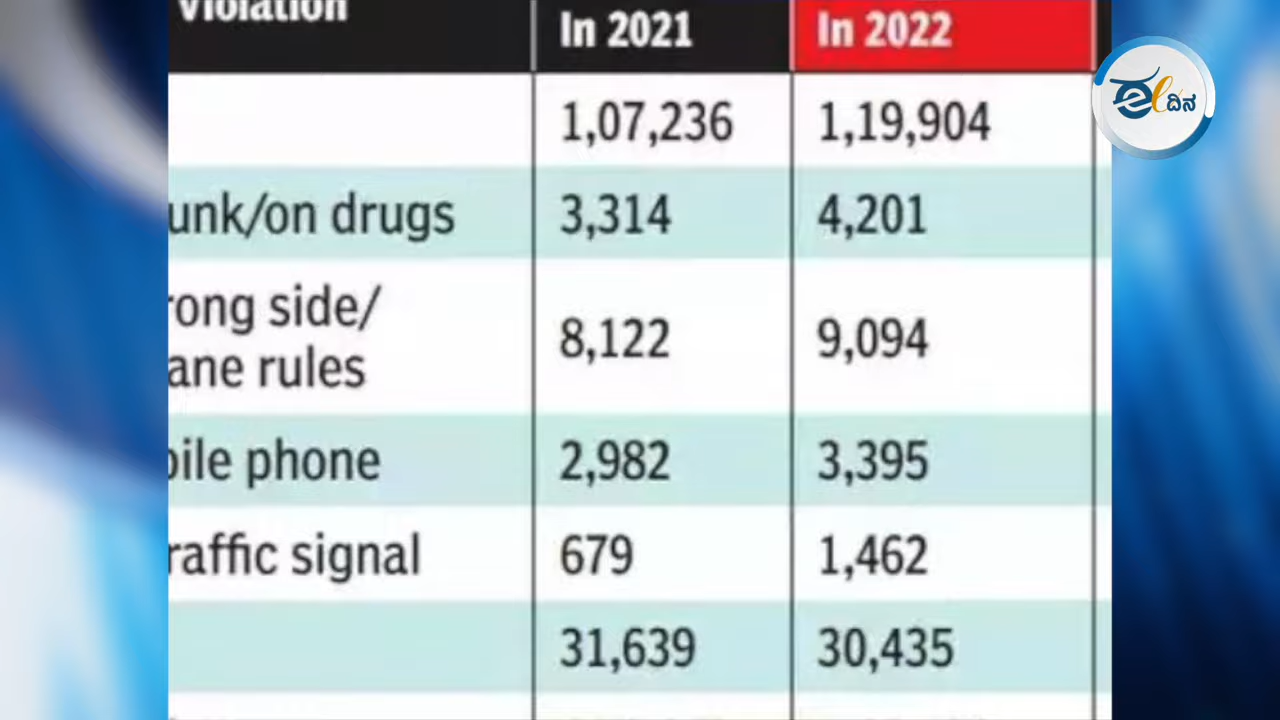 Violation In 2021 In 2022
1,07,236 1,19,904
unk/on drugs 3,314 4,201
rong side/
ane rules 8,122 9,094
bile phone 2,982 3,395
raffic signal 679 1,462
31,639 30,435
ಈ ದಿನ